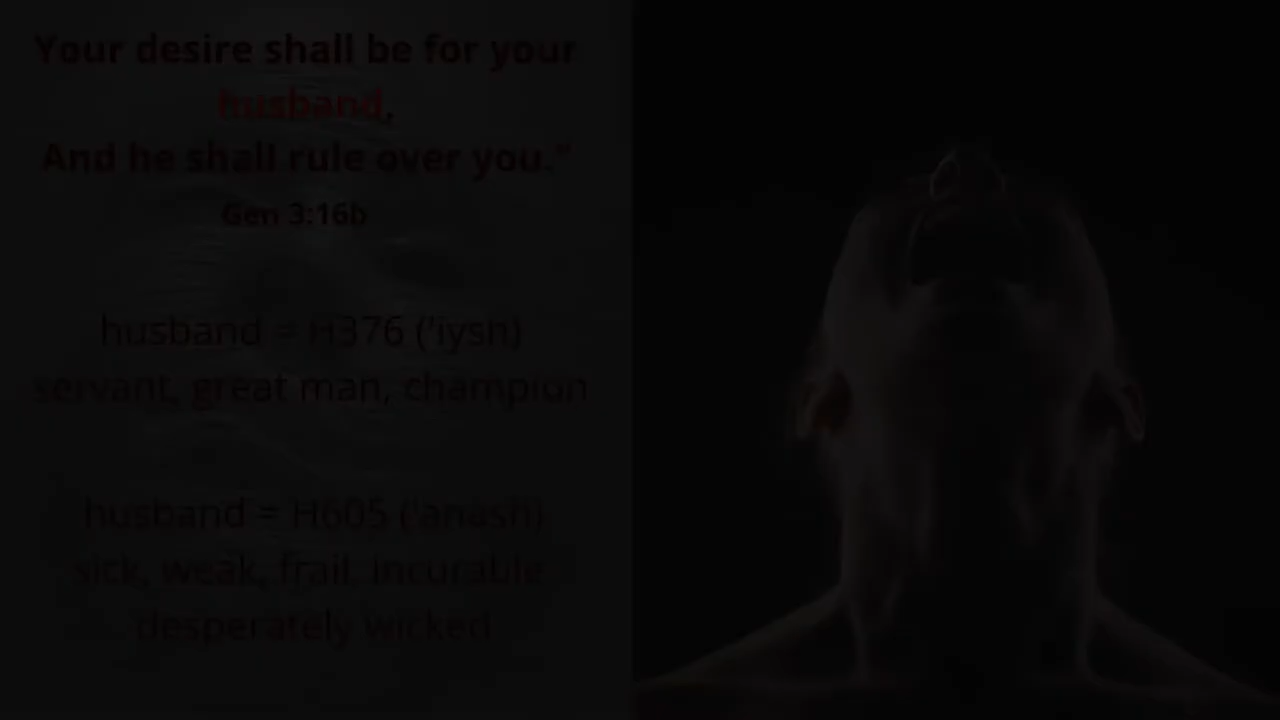 Your desire shall be for your
husband,
And he shall rule over you."
Gen 3:16b
husband = H376 ('iysh)
servant, great man, champion
husband = H605 ('anash)
sick, weak, frail, incurable
desperately wicked